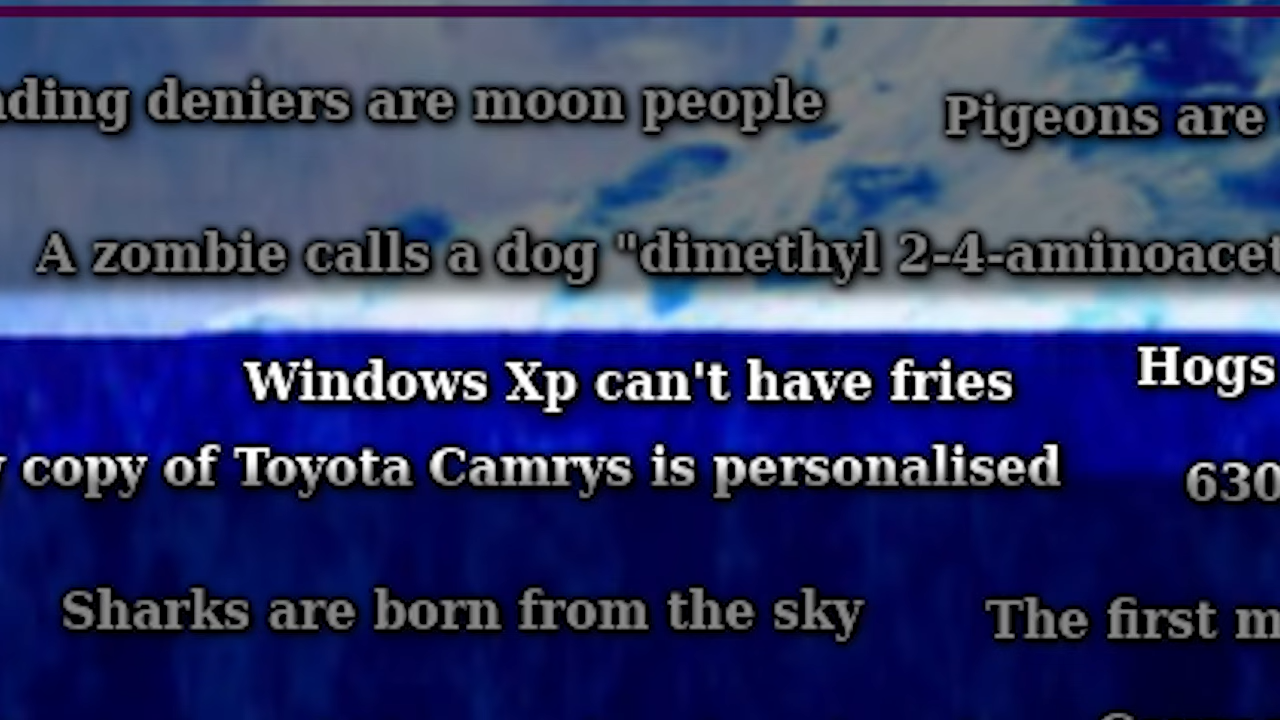 deniers are moon people
Pigeons are
A zombie calls a dog "dimethyl 2-4-aminoacet
Windows Xp can't have fries
Hogs
copy of Toyota Camrys is personalised
630
Sharks are born from the sky
The first m